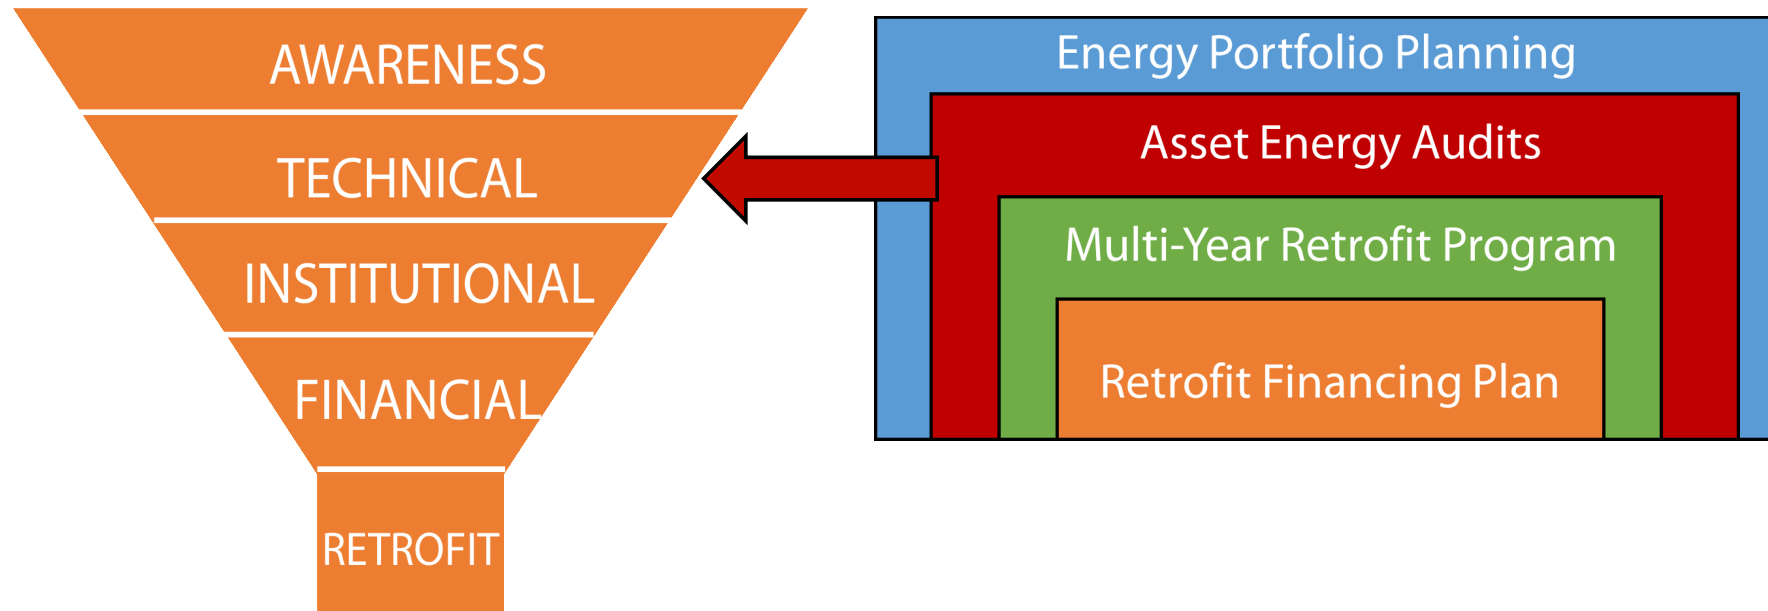 AWARENESS
TECHNICAL
INSTITUTIONAL
FINANCIAL
RETROFIT
Energy Portfolio Planning
Asset Energy Audits
Multi-Year Retrofit Program
Retrofit Financing Plan